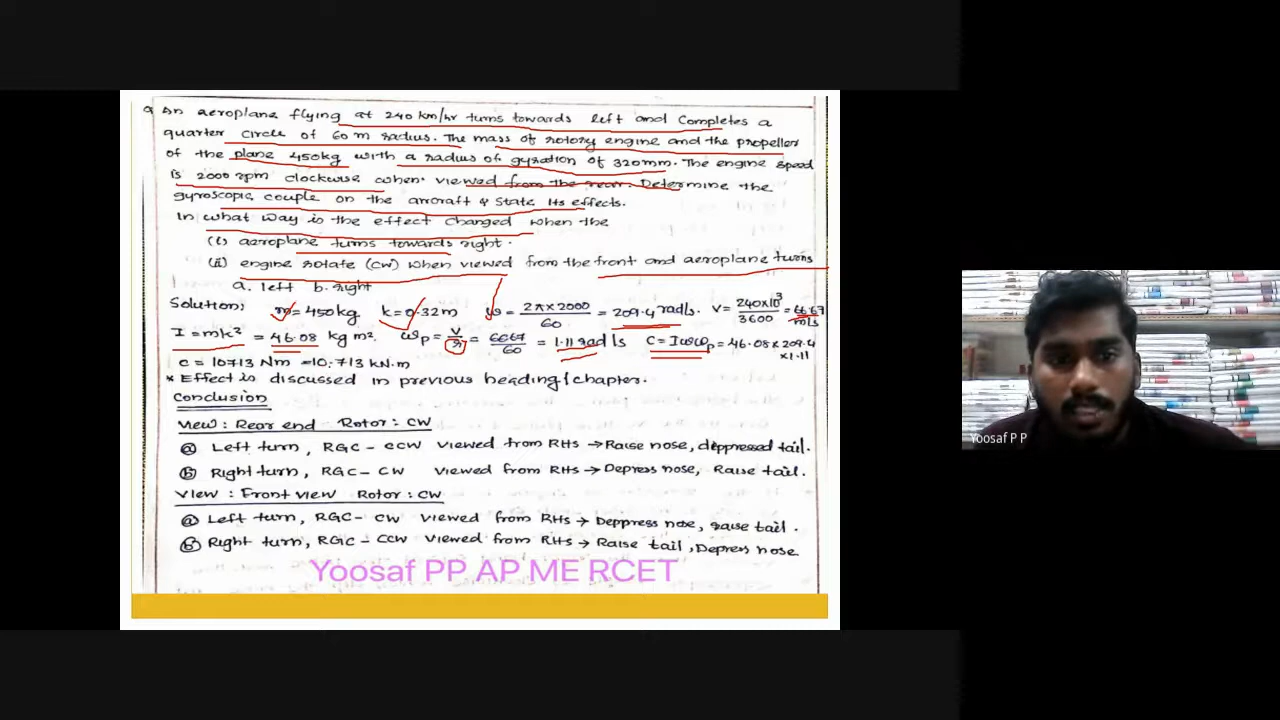 Q An aeroplane flying at 240 km/hr turns towards left and completes a
quarter circle of 60 m radius. The mass of rotory engine and the propeller
of the plane 450kg with a radius of gyration of 320mm. The engine speed
is 2000 rpm clockwise when viewed from the rear. Determine the
gyroscopic couple on the arcraft & State its effects.
In what way is the effect changed when the
(i) aeroplane turns towards right.
(ii) engine rotate (CW) when viewed from the front and aeroplane turns
a. left b. right
Solution; m = 450 kg k = 0.32 m ω = 2π×2000/60 = 209.4 rad/s. V = 240×10³/3600 = 66.67 m/s
I = mk² = 46.08 kg m². ωp = v/r = 6667/60 = 1.11 rad/s C = Iωωp = 46.08×209.4×1.11
C = 10713 Nm = 10.713 kN.m
* Effect is discussed in previous heading/chapter.
Conclusion
View: Rear end Rotor: CW
ⓐ Left turn, RGC – CCW viewed from RHS → Raise nose, deppressed tail.
ⓑ Right turn, RGC – CW viewed from RHS → Depress nose, Raise tail.
View: Front view Rotor: CW
ⓐ Left turn, RGC – CW viewed from RHS → Deppress nose, raise tail.
ⓑ Right turn, RGC – CCW viewed from RHS → Raise tail, Depress nose
Yoosaf PP AP ME RCET
Yoosaf P P